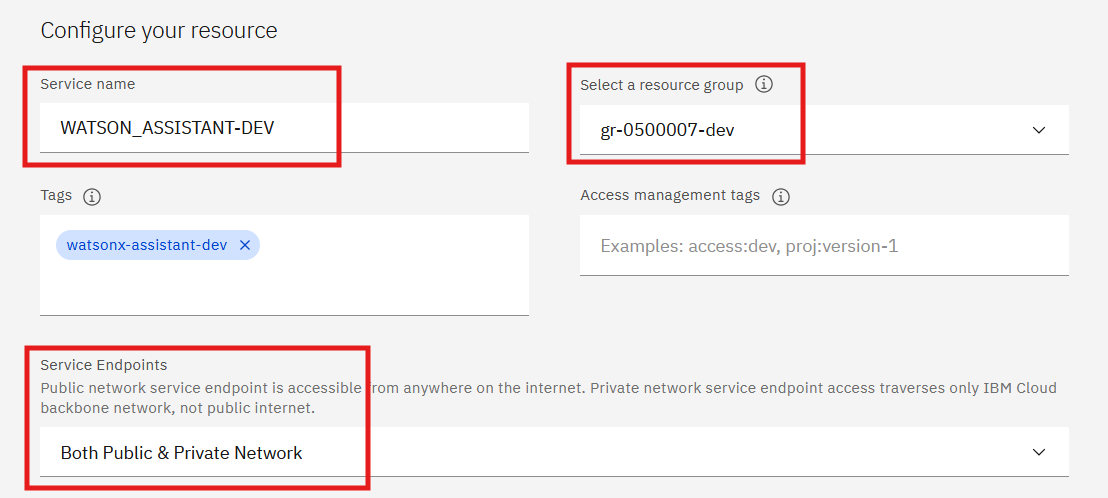 Configure your resource
Service name
WATSON_ASSISTANT-DEV
Select a resource group
gr-0500007-dev
Tags
watsonx-assistant-dev
Access management tags
Examples: access:dev, proj:version-1
Service Endpoints
Public network service endpoint is accessible from anywhere on the internet. Private network service endpoint access traverses only IBM Cloud
backbone network, not public internet.
Both Public & Private Network